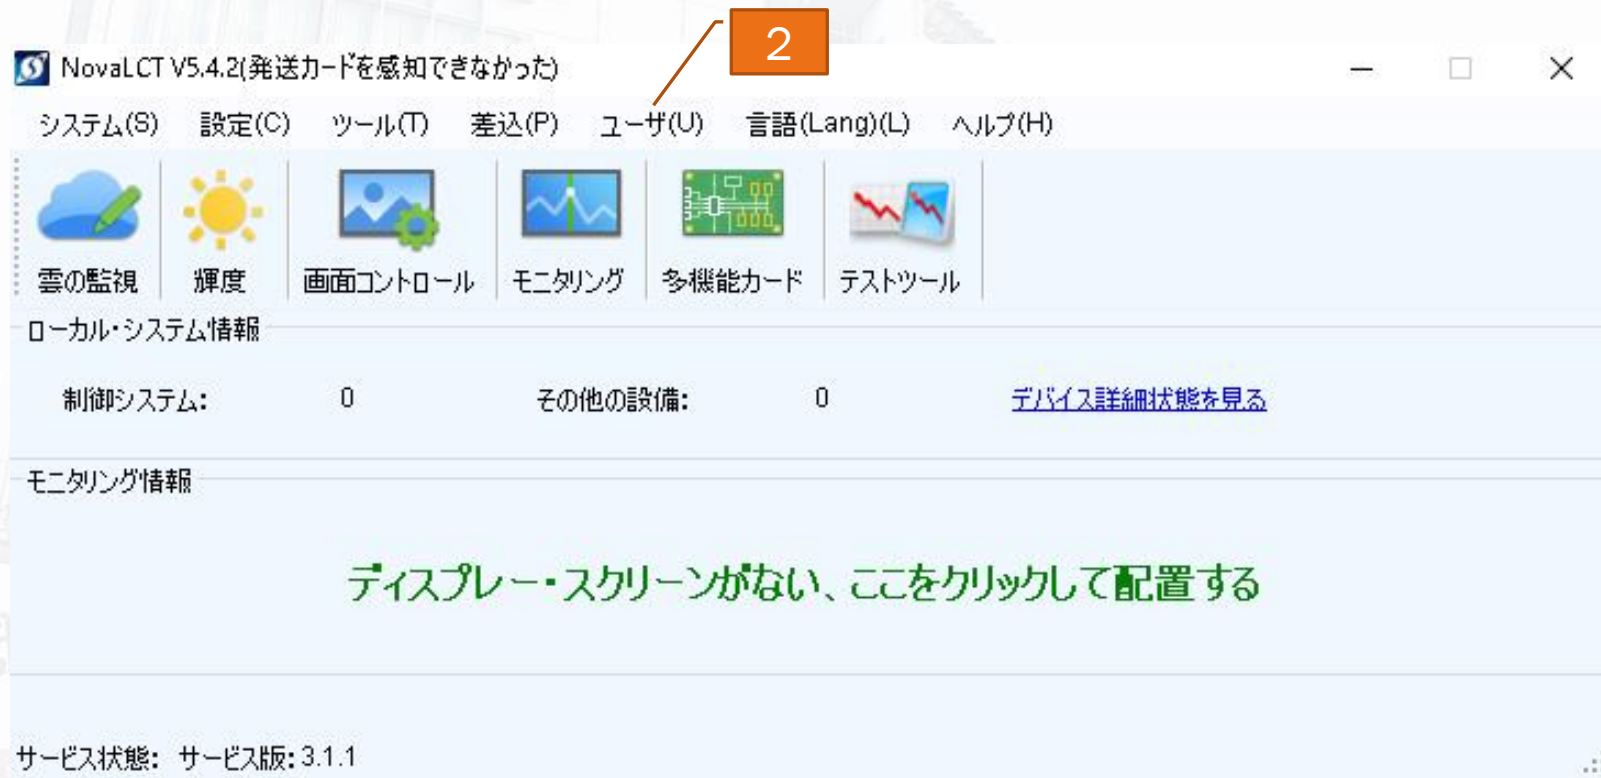 2
NovaLCT V5.4.2(発送カードを感知できなかった)
システム(S) 設定(C) ツール(T) 差込(P) ユーザ(U) 言語(Lang)(L) ヘルプ(H)
雲の監視 輝度 画面コントロール モニタリング 多機能カード テストツール
ローカル・システム情報
制御システム: 0 その他の設備: 0 デバイス詳細状態を見る
モニタリング情報
ディスプレー・スクリーンがない、ここをクリックして配置する
サービス状態: サービス版: 3.1.1